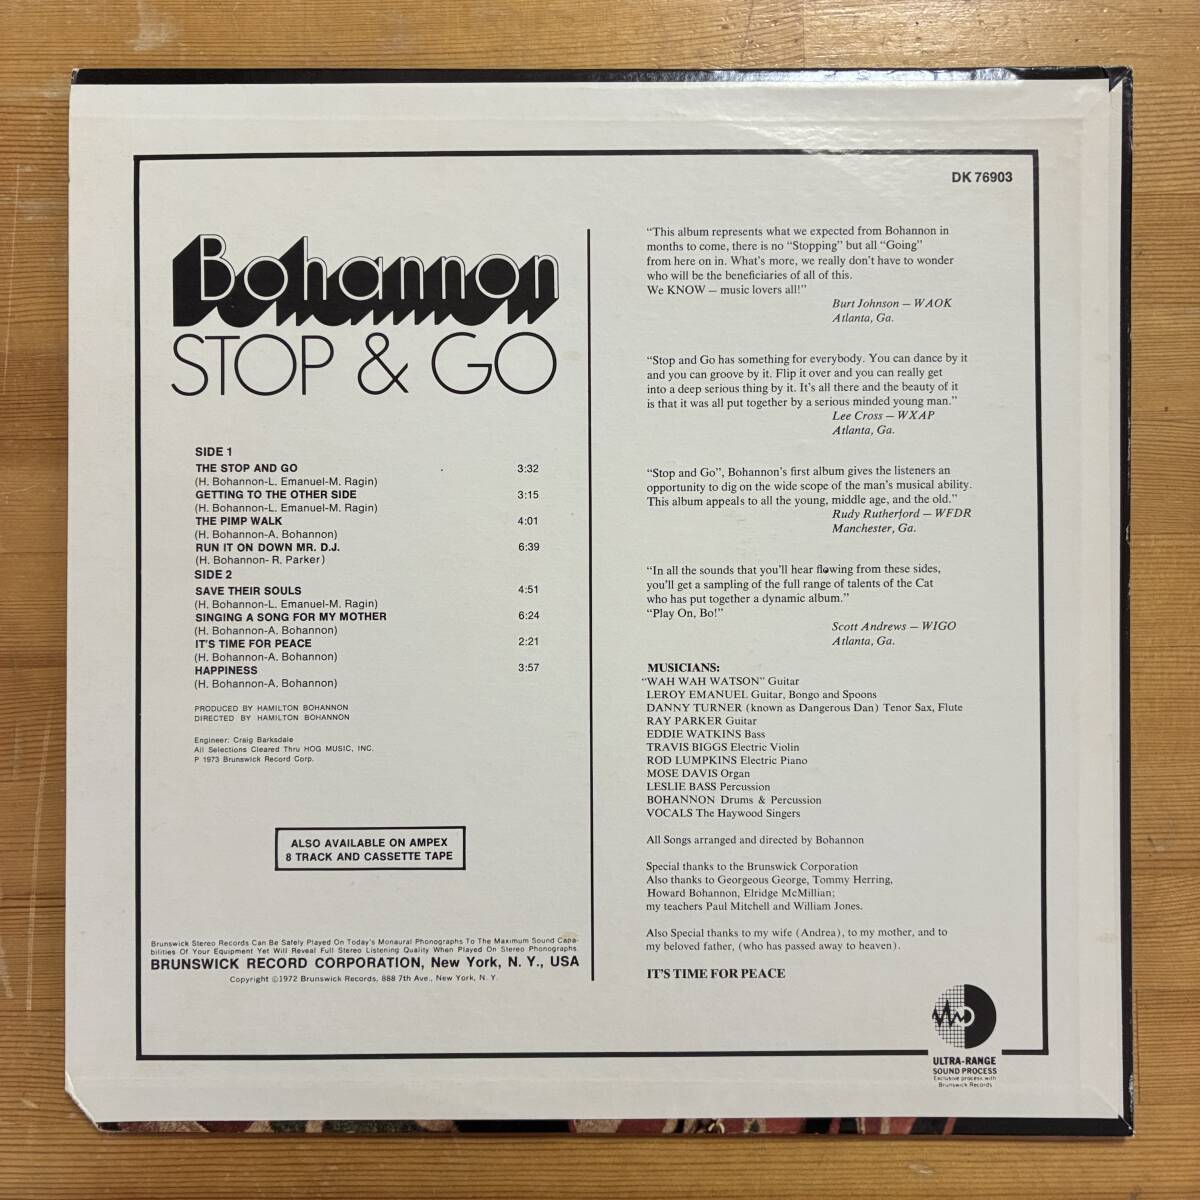 DK 76903
Bohannon
STOP & GO
SIDE 1
THE STOP AND GO 3:32
(H. Bohannon-L. Emanuel-M. Ragin)
GETTING TO THE OTHER SIDE 3:15
(H. Bohannon-L. Emanuel-M. Ragin)
THE PIMP WALK 4:01
(H. Bohannon-A. Bohannon)
RUN IT ON DOWN MR. D.J. 6:39
(H. Bohannon- R. Parker)
SIDE 2
SAVE THEIR SOULS 4:51
(H. Bohannon-L. Emanuel-M. Ragin)
SINGING A SONG FOR MY MOTHER 6:24
(H. Bohannon-A. Bohannon)
IT'S TIME FOR PEACE 2:21
(H. Bohannon-A. Bohannon)
HAPPINESS 3:57
(H. Bohannon-A. Bohannon)
PRODUCED BY HAMILTON BOHANNON
DIRECTED BY HAMILTON BOHANNON
Engineer: Craig Barksdale
All Selections Cleared Thru HOG MUSIC, INC.
P 1973 Brunswick Record Corp.
ALSO AVAILABLE ON AMPEX
8 TRACK AND CASSETTE TAPE
Brunswick Stereo Records Can Be Safely Played On Today's Monaural Phonographs To The Maximum Sound Capa-
bilities Of Your Equipment Yet Will Reveal Full Stereo Listening Quality When Played On Stereo Phonographs.
BRUNSWICK RECORD CORPORATION, New York, N. Y., USA
Copyright ©1972 Brunswick Records, 888 7th Ave., New York, N. Y.
"This album represents what we expected from Bohannon in
months to come, there is no "Stopping" but all "Going"
from here on in. What's more, we really don't have to wonder
who will be the beneficiaries of all of this.
We KNOW – music lovers all!"
Burt Johnson – WAOK
Atlanta, Ga.
"Stop and Go has something for everybody. You can dance by it
and you can groove by it. Flip it over and you can really get
into a deep serious thing by it. It's all there and the beauty of it
is that it was all put together by a serious minded young man."
Lee Cross – WXAP
Atlanta, Ga.
"Stop and Go", Bohannon's first album gives the listeners an
opportunity to dig on the wide scope of the man's musical ability.
This album appeals to all the young, middle age, and the old."
Rudy Rutherford – WFDR
Manchester, Ga.
"In all the sounds that you'll hear flowing from these sides,
you'll get a sampling of the full range of talents of the Cat
who has put together a dynamic album."
"Play On, Bo!"
Scott Andrews – WIGO
Atlanta, Ga.
MUSICIANS:
"WAH WAH WATSON" Guitar
LEROY EMANUEL Guitar, Bongo and Spoons
DANNY TURNER (known as Dangerous Dan) Tenor Sax, Flute
RAY PARKER Guitar
EDDIE WATKINS Bass
TRAVIS BIGGS Electric Violin
ROD LUMPKINS Electric Piano
MOSE DAVIS Organ
LESLIE BASS Percussion
BOHANNON Drums & Percussion
VOCALS The Haywood Singers
All Songs arranged and directed by Bohannon
Special thanks to the Brunswick Corporation
Also thanks to Georgeous George, Tommy Herring,
Howard Bohannon, Elridge McMillian;
my teachers Paul Mitchell and William Jones.
Also Special thanks to my wife (Andrea), to my mother, and to
my beloved father, (who has passed away to heaven).
IT'S TIME FOR PEACE
ULTRA-RANGE
SOUND PROCESS
Exclusive process with
Brunswick Records